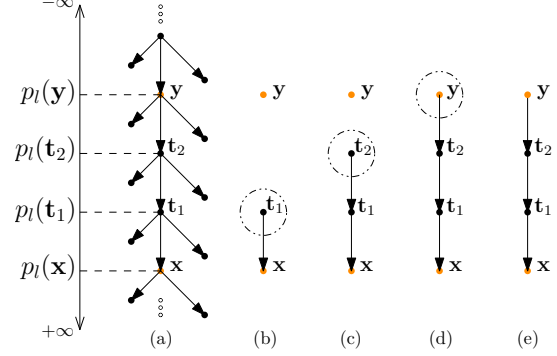 −∞
p_l(y) y y y y y
p_l(t_2) t_2 t_2 t_2 t_2
p_l(t_1) t_1 t_1 t_1 t_1 t_1
p_l(x) x x x x x
+∞ (a) (b) (c) (d) (e)